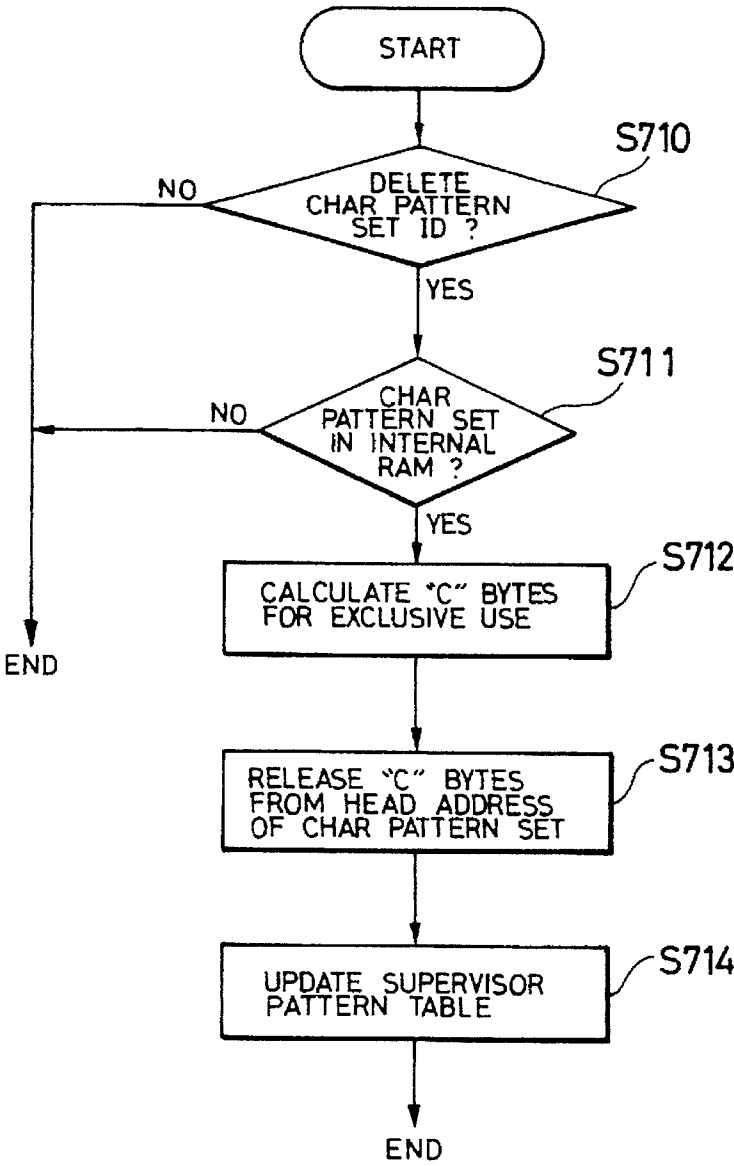 START
S710
DELETE
CHAR PATTERN
SET ID ?
NO
YES
S711
CHAR
PATTERN SET
IN INTERNAL
RAM ?
NO
YES
S712
CALCULATE "C" BYTES
FOR EXCLUSIVE USE
END
S713
RELEASE "C" BYTES
FROM HEAD ADDRESS
OF CHAR PATTERN SET
S714
UPDATE SUPERVISOR
PATTERN TABLE
END